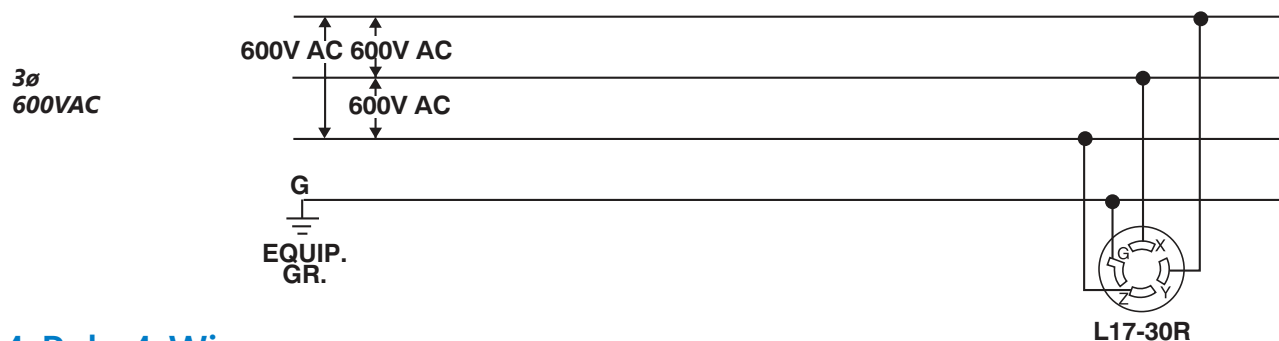 600V AC 600V AC
3ø
600VAC
600V AC
G
EQUIP.
GR.
G X
Z Y
L17-30R